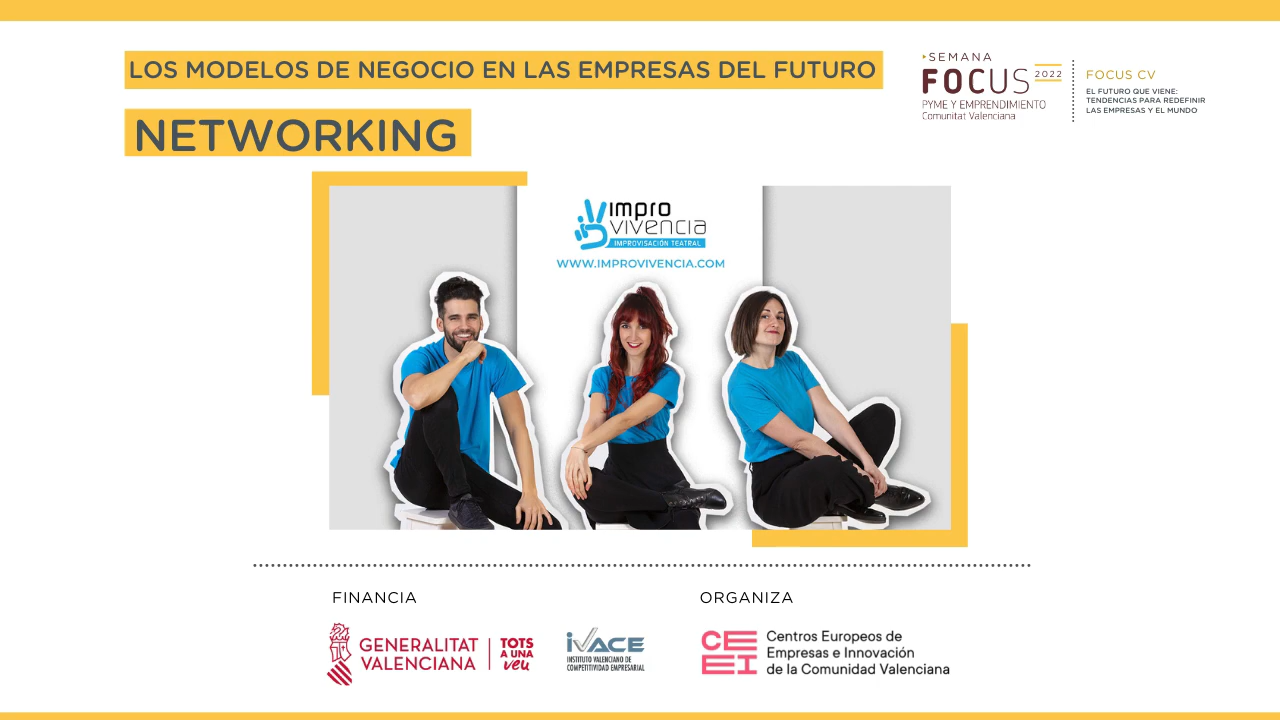 LOS MODELOS DE NEGOCIO EN LAS EMPRESAS DEL FUTURO
NETWORKING
SEMANA
FOCUS 2022
PYME Y EMPRENDIMIENTO
Comunitat Valenciana
FOCUS CV
EL FUTURO QUE VIENE:
TENDENCIAS PARA REDEFINIR
LAS EMPRESAS Y EL MUNDO
impro
vivencia
IMPROVISACIÓN TEATRAL
WWW.IMPROVIVENCIA.COM
FINANCIA
GENERALITAT
VALENCIANA
TOTS
A UNA
veu
iVACE
INSTITUTO VALENCIANO DE
COMPETITIVIDAD EMPRESARIAL
ORGANIZA
CE
EI
Centros Europeos de
Empresas e Innovación
de la Comunidad Valenciana